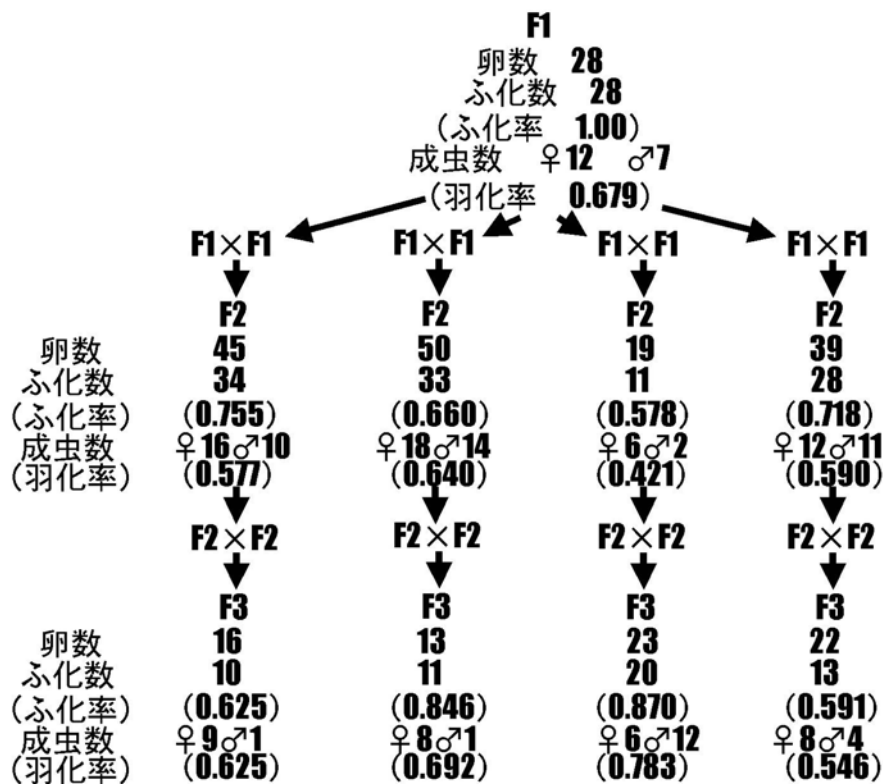 F1
卵数 28
ふ化数 28
(ふ化率 1.00)
成虫数 ♀12 ♂7
(羽化率 0.679)
F1×F1 F1×F1 F1×F1 F1×F1
F2 F2 F2 F2
卵数 45 50 19 39
ふ化数 34 33 11 28
(ふ化率) (0.755) (0.660) (0.578) (0.718)
成虫数 ♀16♂10 ♀18♂14 ♀6♂2 ♀12♂11
(羽化率) (0.577) (0.640) (0.421) (0.590)
F2×F2 F2×F2 F2×F2 F2×F2
F3 F3 F3 F3
卵数 16 13 23 22
ふ化数 10 11 20 13
(ふ化率) (0.625) (0.846) (0.870) (0.591)
成虫数 ♀9♂1 ♀8♂1 ♀6♂12 ♀8♂4
(羽化率) (0.625) (0.692) (0.783) (0.546)